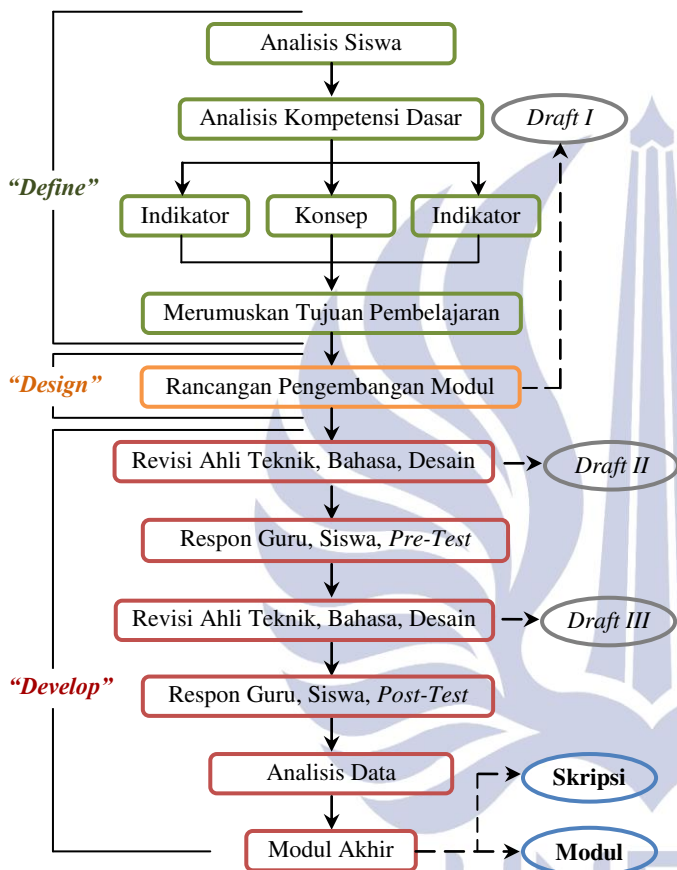 Analisis Siswa
Analisis Kompetensi Dasar
Draft I
“Define”
Indikator
Konsep
Indikator
Merumuskan Tujuan Pembelajaran
“Design”
Rancangan Pengembangan Modul
Revisi Ahli Teknik, Bahasa, Desain
Draft II
Respon Guru, Siswa, Pre-Test
Revisi Ahli Teknik, Bahasa, Desain
Draft III
“Develop”
Respon Guru, Siswa, Post-Test
Analisis Data
Skripsi
Modul Akhir
Modul